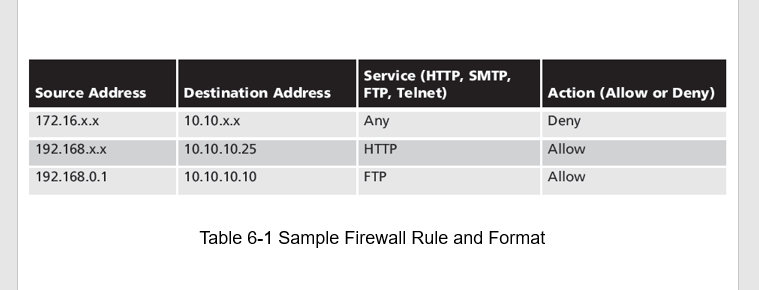 Source Address Destination Address Service (HTTP, SMTP, FTP, Telnet) Action (Allow or Deny)
172.16.x.x 10.10.x.x Any Deny
192.168.x.x 10.10.10.25 HTTP Allow
192.168.0.1 10.10.10.10 FTP Allow
Table 6-1 Sample Firewall Rule and Format